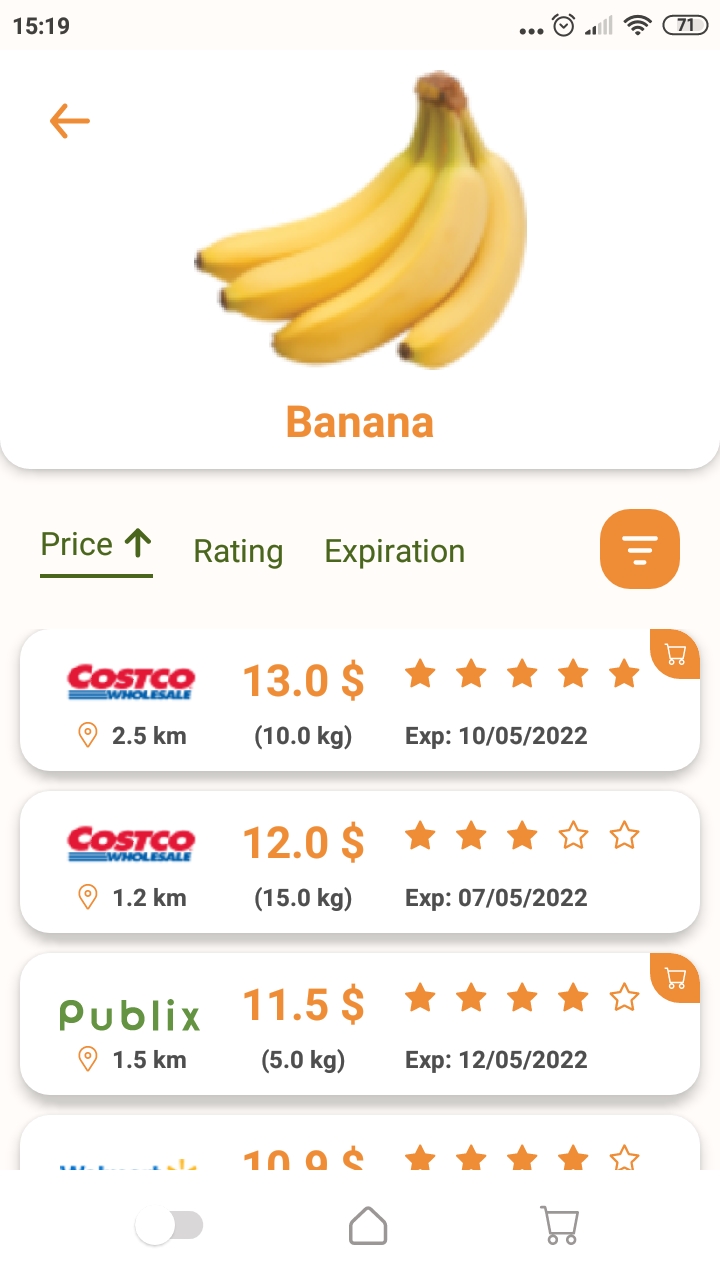 15:19
71
Banana
Price Rating Expiration
COSTCO WHOLESALE 13.0 $
2.5 km (10.0 kg) Exp: 10/05/2022
COSTCO WHOLESALE 12.0 $
1.2 km (15.0 kg) Exp: 07/05/2022
Publix 11.5 $
1.5 km (5.0 kg) Exp: 12/05/2022
Walmart 10.9 $